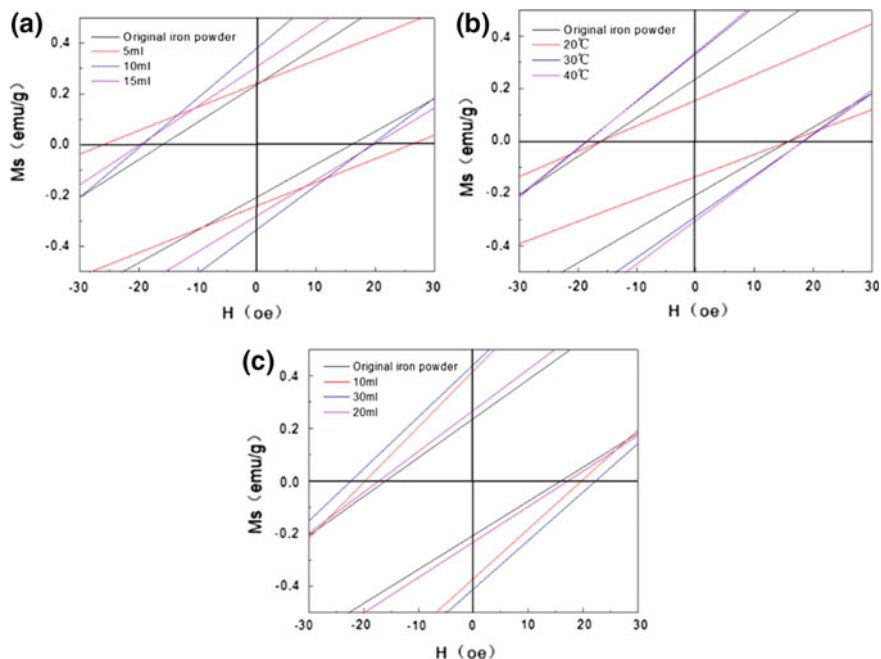 (a)
Original iron powder
5ml
10ml
15ml
0.4
0.2
0.0
-0.2
-0.4
Ms（emu/g）
-30 -20 -10 0 10 20 30
H（oe）
(b)
Original iron powder
20℃
30℃
40℃
0.4
0.2
0.0
-0.2
-0.4
Ms（emu/g）
-30 -20 -10 0 10 20 30
H（oe）
(c)
Original iron powder
10ml
30ml
20ml
0.4
0.2
0.0
-0.2
-0.4
Ms（emu/g）
-30 -20 -10 0 10 20 30
H（oe）